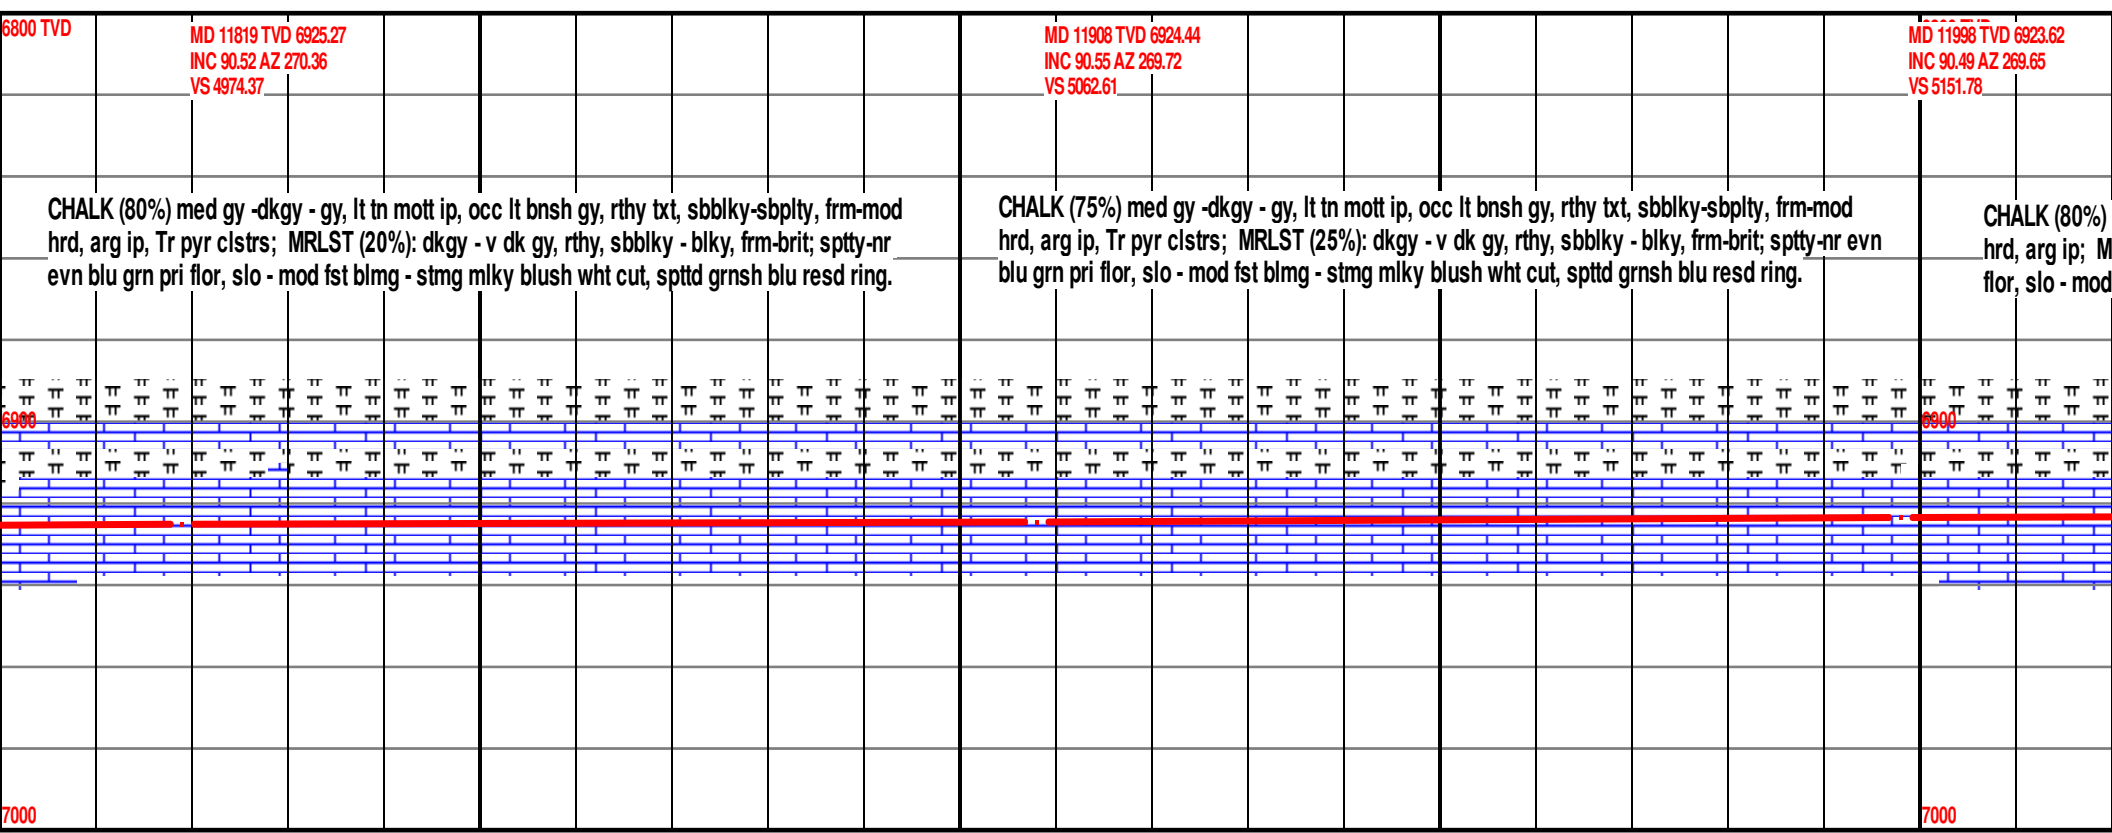 6800 TVD
MD 11819 TVD 6925.27
INC 90.52 AZ 270.36
VS 4974.37
MD 11908 TVD 6924.44
INC 90.55 AZ 269.72
VS 5062.61
MD 11998 TVD 6923.62
INC 90.49 AZ 269.65
VS 5151.78
CHALK (80%) med gy -dkgy - gy, lt tn mott ip, occ lt bnsh gy, rthy txt, sbblky-sbplty, frm-mod
hrd, arg ip, Tr pyr clstrs;  MRLST (20%): dkgy - v dk gy, rthy, sbblky - blky, frm-brit; sptty-nr
evn blu grn pri flor, slo - mod fst blmg - stmg mlky blush wht cut, spttd grnsh blu resd ring.
CHALK (75%) med gy -dkgy - gy, lt tn mott ip, occ lt bnsh gy, rthy txt, sbblky-sbplty, frm-mod
hrd, arg ip, Tr pyr clstrs;  MRLST (25%): dkgy - v dk gy, rthy, sbblky - blky, frm-brit; sptty-nr evn
blu grn pri flor, slo - mod fst blmg - stmg mlky blush wht cut, spttd grnsh blu resd ring.
CHALK (80%)
hrd, arg ip;  M
flor, slo - mod
6900
6900
7000
7000